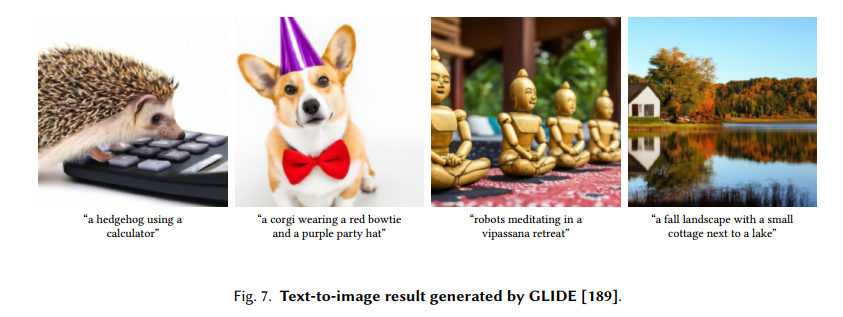 “a hedgehog using a
calculator”
“a corgi wearing a red bowtie
and a purple party hat”
“robots meditating in a
vipassana retreat”
“a fall landscape with a small
cottage next to a lake”
Fig. 7. Text-to-image result generated by GLIDE [189].